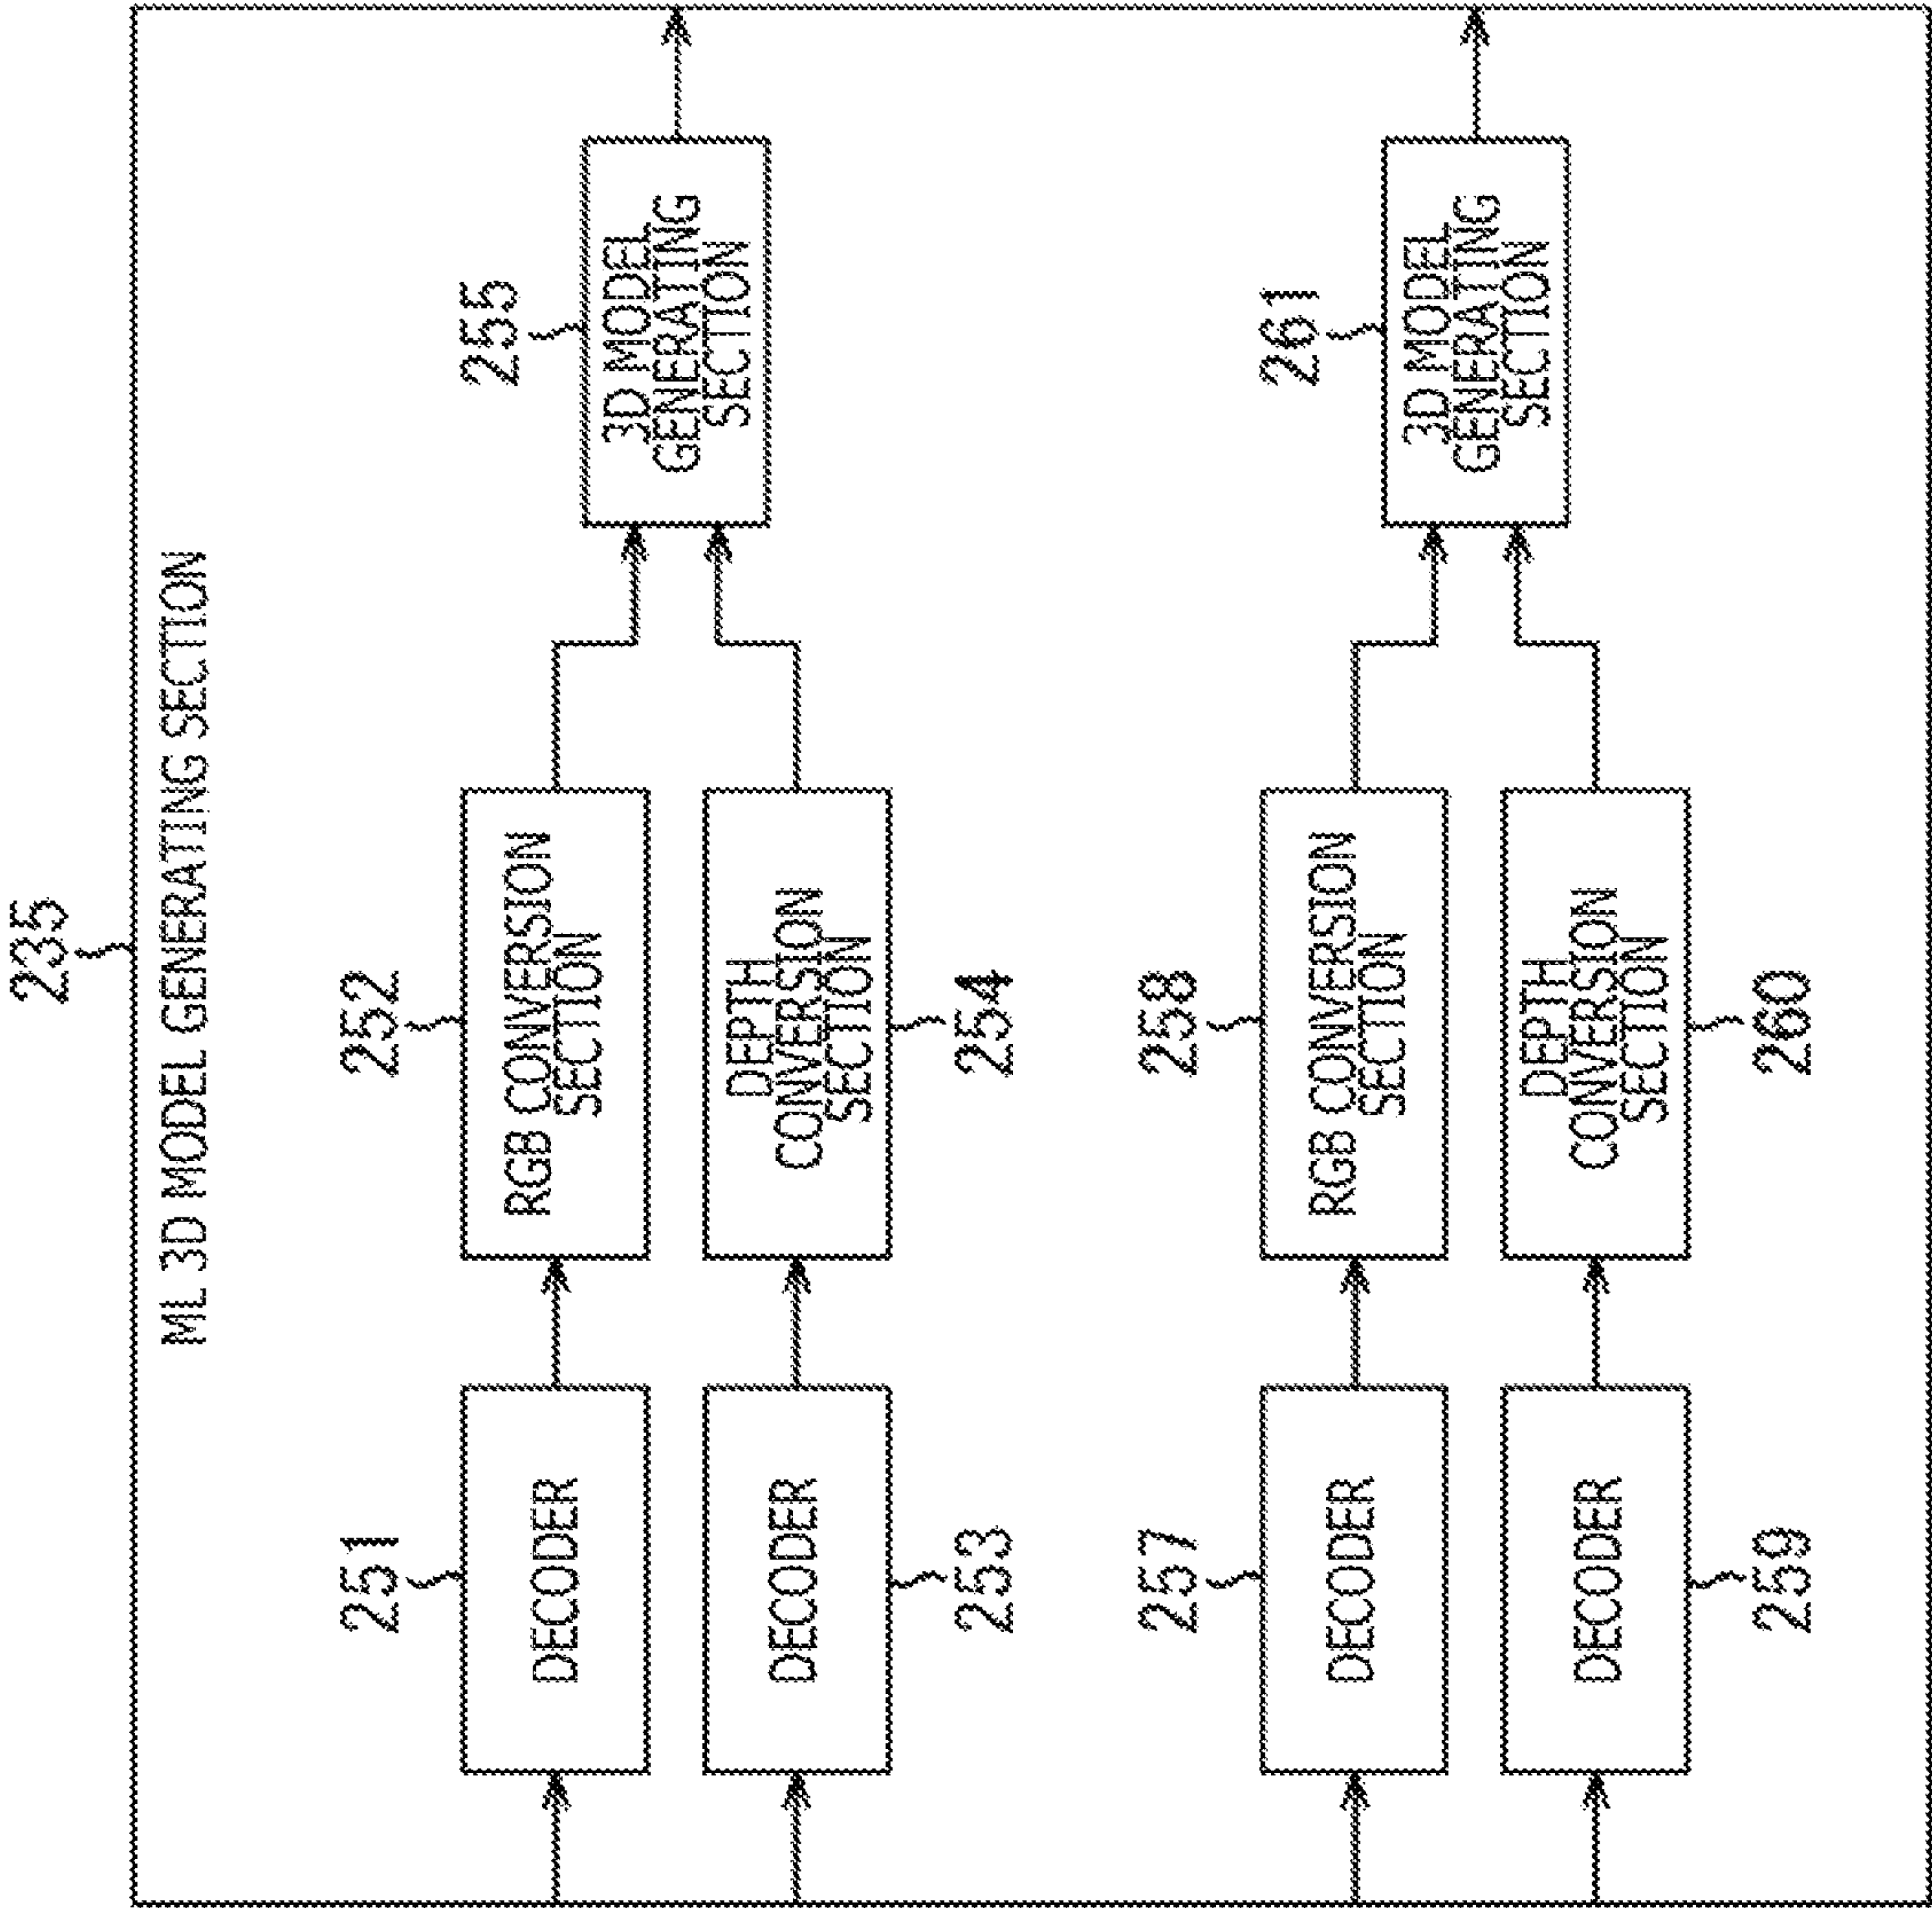 235
ML 3D MODEL GENERATING SECTION
251
DECODER
252
RGB CONVERSION
SECTION
255
3D MODEL
GENERATING
SECTION
DECODER
253
DEPTH
CONVERSION
SECTION
254
257
DECODER
258
RGB CONVERSION
SECTION
261
3D MODEL
GENERATING
SECTION
DECODER
259
DEPTH
CONVERSION
SECTION
260